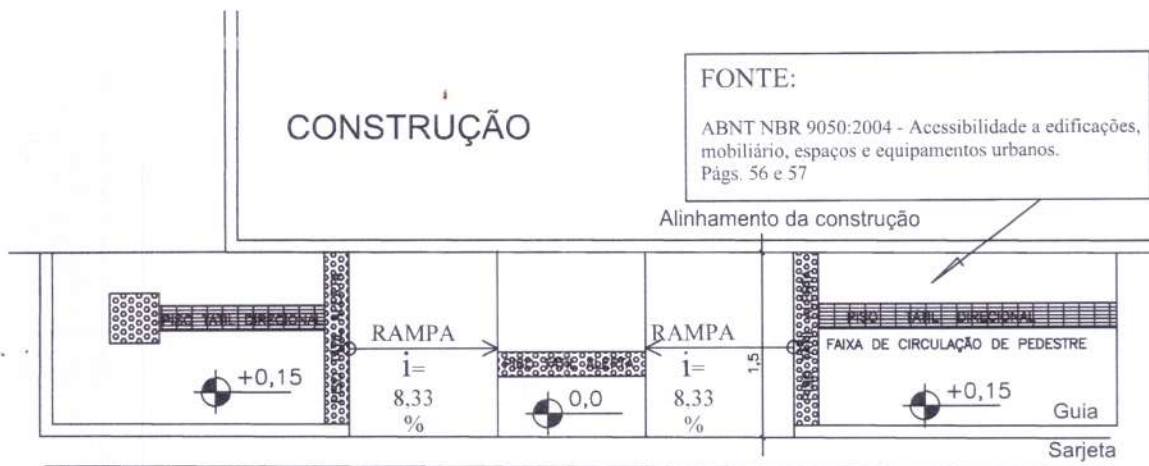 CONSTRUÇÃO
FONTE:
ABNT NBR 9050:2004 - Acessibilidade a edificações,
mobiliário, espaços e equipamentos urbanos.
Págs. 56 e 57
Alinhamento da construção
PISO TATIL DIRECIONAL
RAMPA
i=
8,33
%
+0,15
0,0
RAMPA
i=
8,33
%
1,5
PISO TATIL DIRECIONAL
FAIXA DE CIRCULAÇÃO DE PEDESTRE
+0,15
Guia
Sarjeta